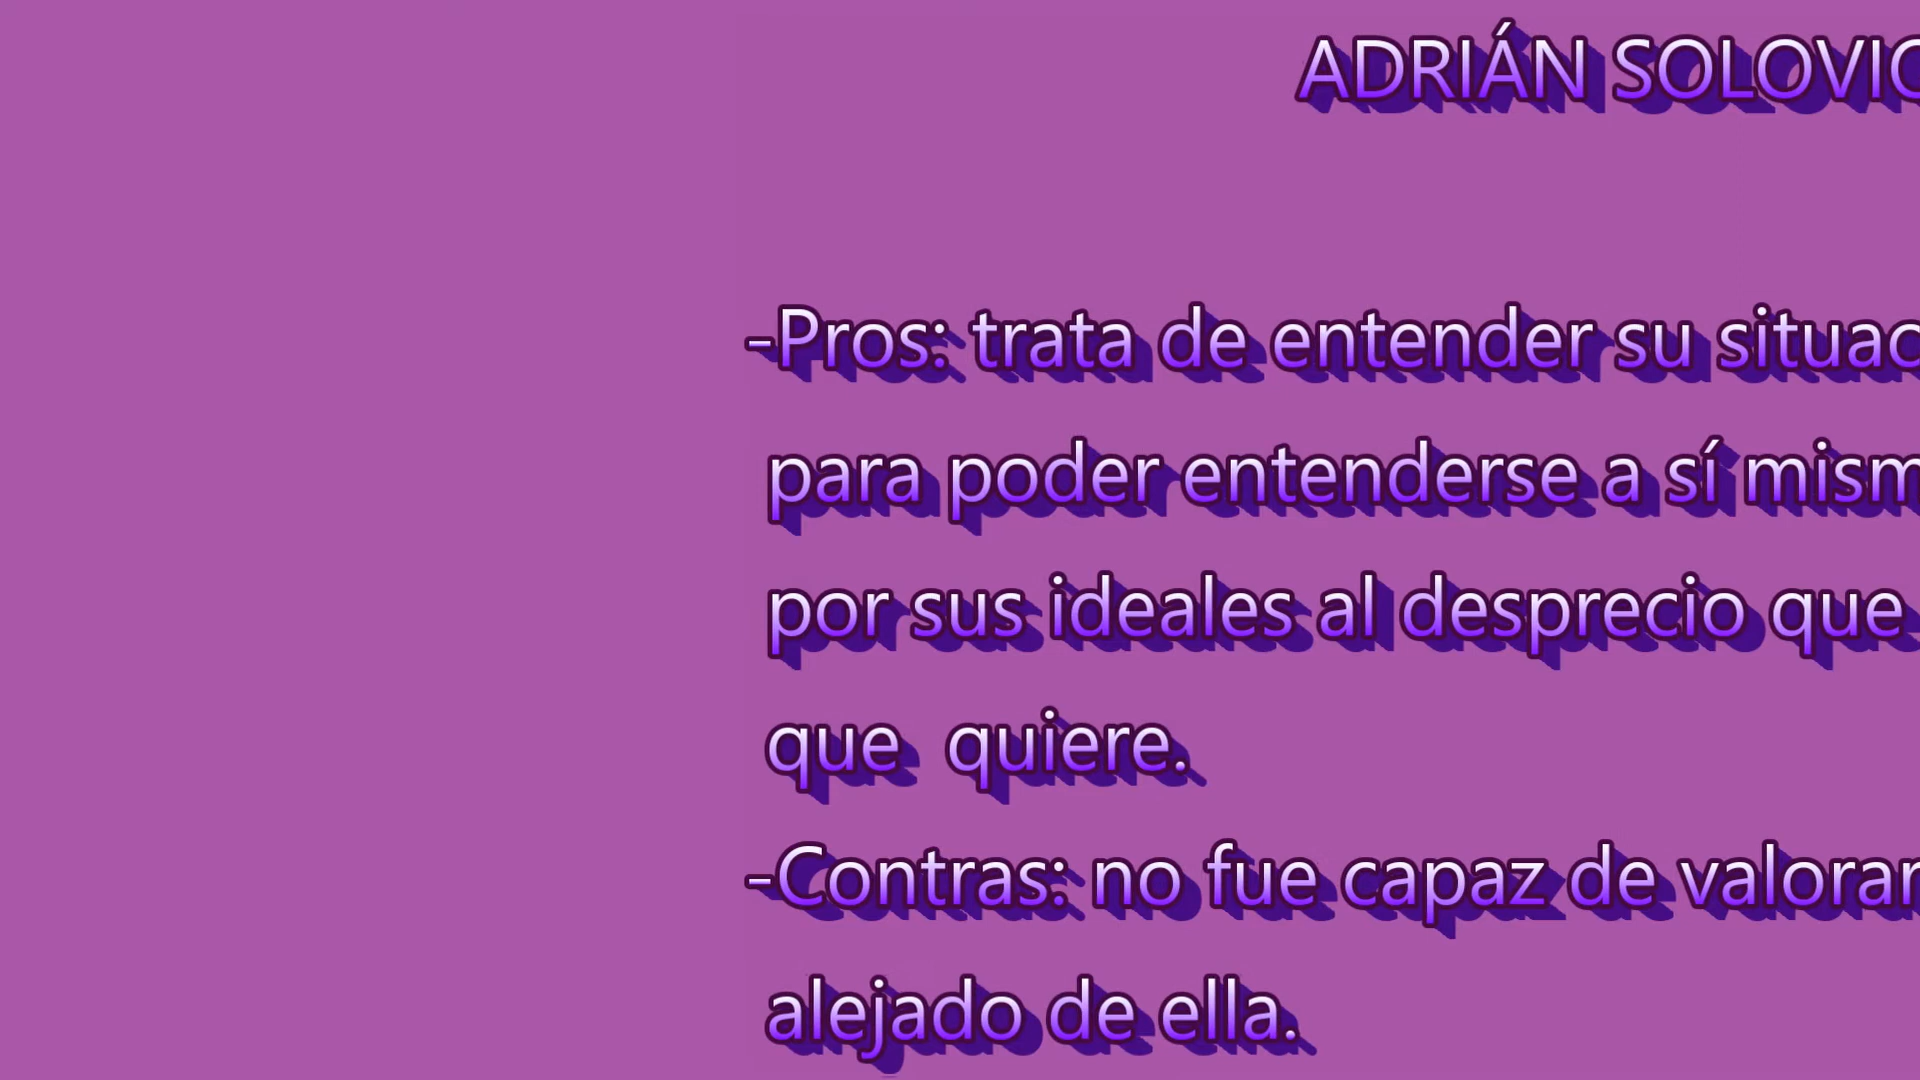 ADRIÁN SOLOVIO
-Pros: trata de entender su situac
para poder entenderse a sí mism
por sus ideales al desprecio que
que quiere.
-Contras: no fue capaz de valorar
alejado de ella.